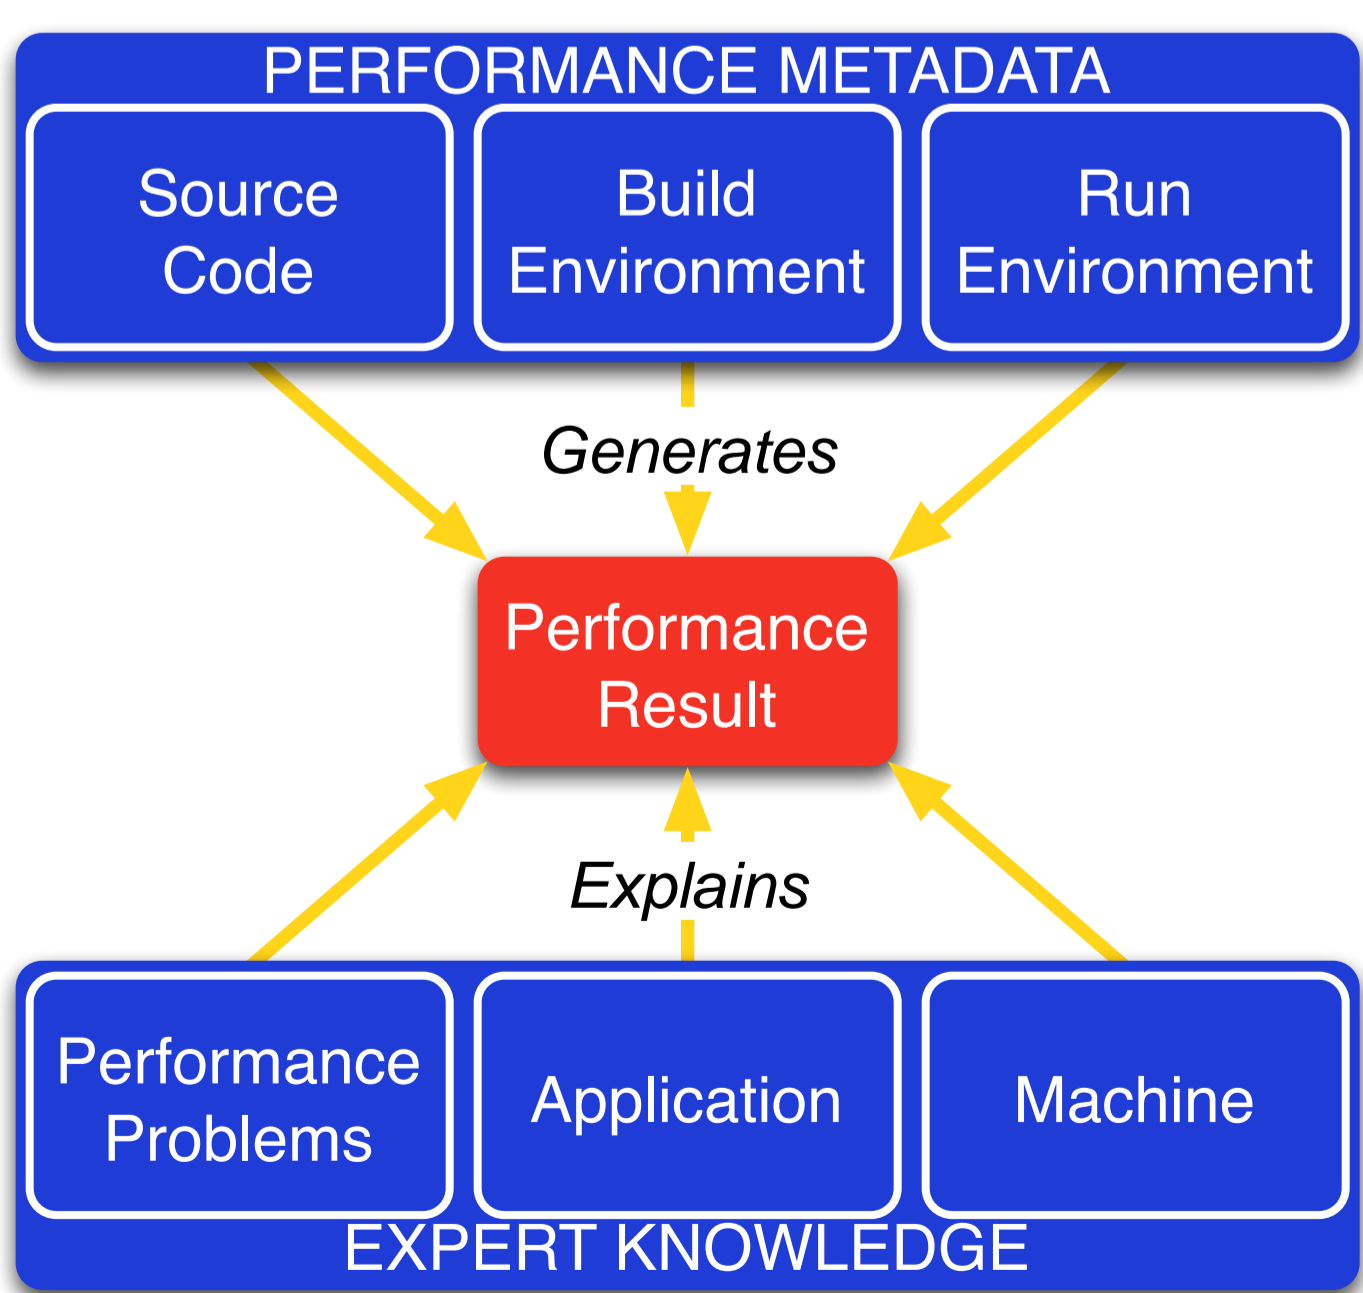 PERFORMANCE METADATA
Source
Code
Build
Environment
Run
Environment
Generates
Performance
Result
Explains
Performance
Problems
Application
Machine
EXPERT KNOWLEDGE